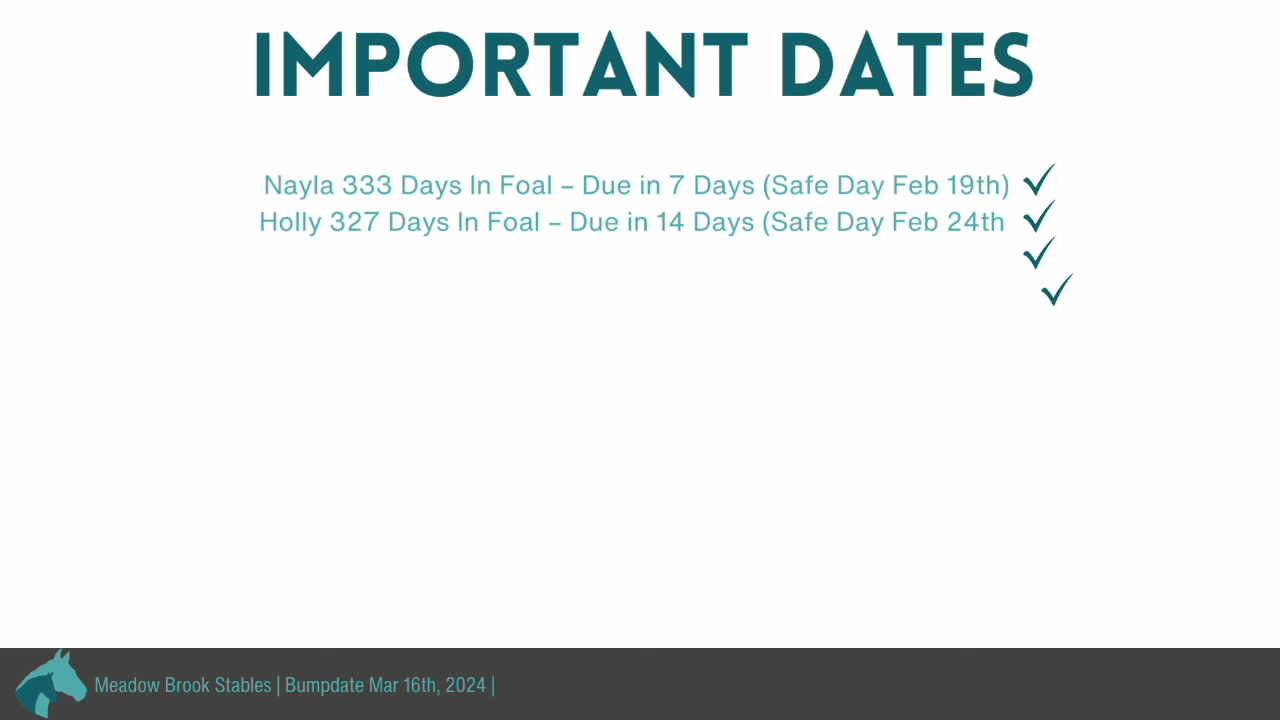 IMPORTANT DATES
Nayla 333 Days In Foal – Due in 7 Days (Safe Day Feb 19th) ✓
Holly 327 Days In Foal – Due in 14 Days (Safe Day Feb 24th ✓
✓
✓
Meadow Brook Stables | Bumpdate Mar 16th, 2024 |